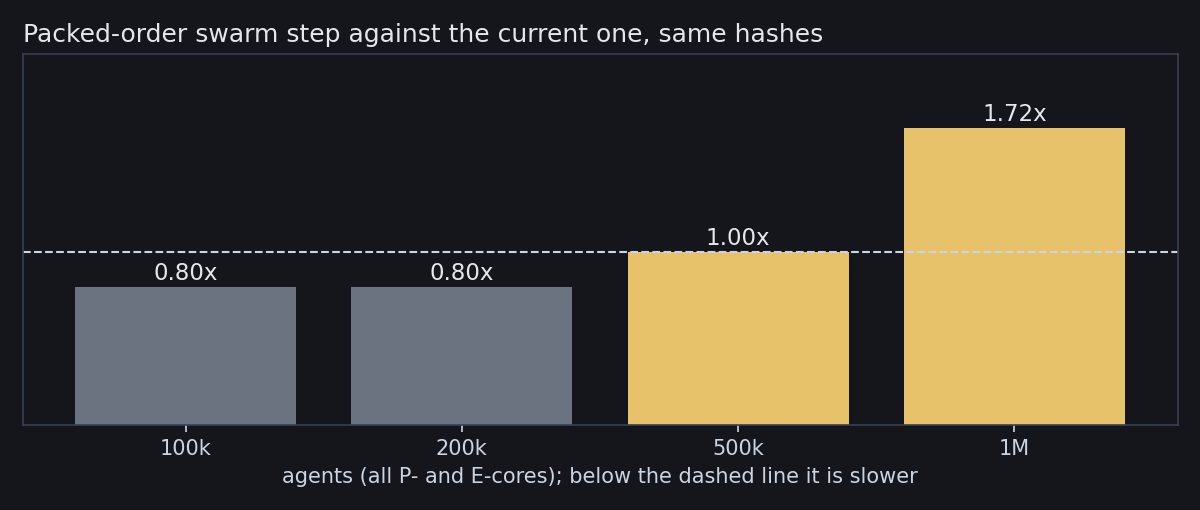 Packed-order swarm step against the current one, same hashes
1.72x
1.00x
0.80x 0.80x
100k 200k 500k 1M
agents (all P- and E-cores); below the dashed line it is slower